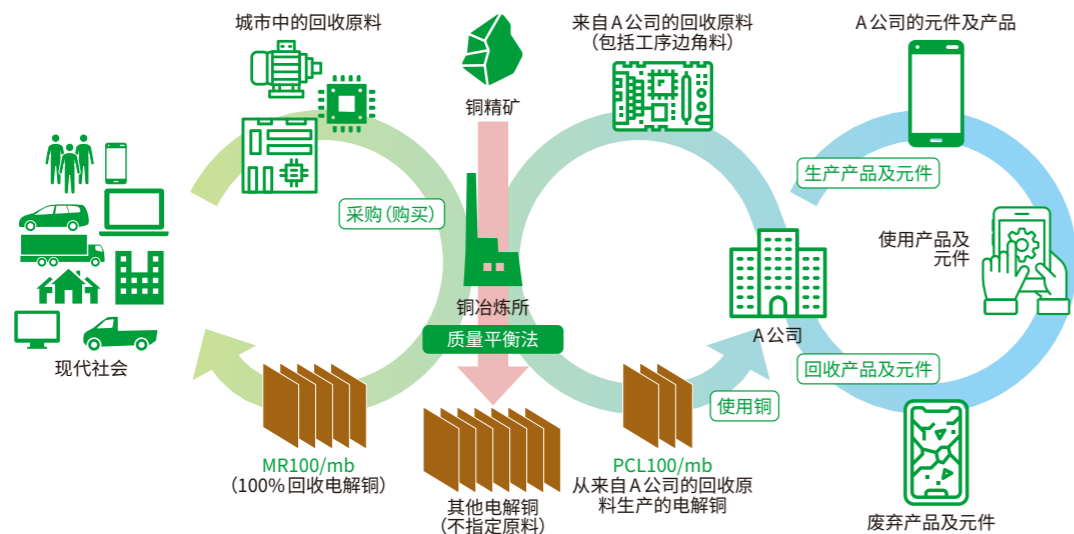 城市中的回收原料
铜精矿
来自A公司的回收原料
（包括工序边角料）
A公司的元件及产品
生产产品及元件
采购（购买）
使用产品及
元件
铜冶炼所
质量平衡法
A公司
现代社会
回收产品及元件
使用铜
MR100/mb
（100%回收电解铜）
其他电解铜
（不指定原料）
PCL100/mb
从来自A公司的回收原
料生产的电解铜
废弃产品及元件